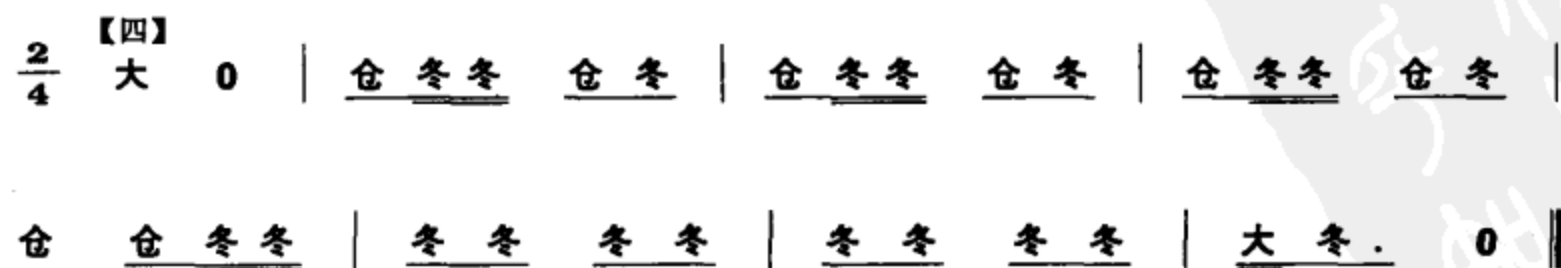 【四】
2/4 大 0 | 仓 冬冬 仓 冬 | 仓 冬冬 仓 冬 | 仓 冬冬 仓 冬 |
仓 仓 冬冬 | 冬 冬 冬 冬 | 冬 冬 冬 冬 | 大 冬. 0 ‖